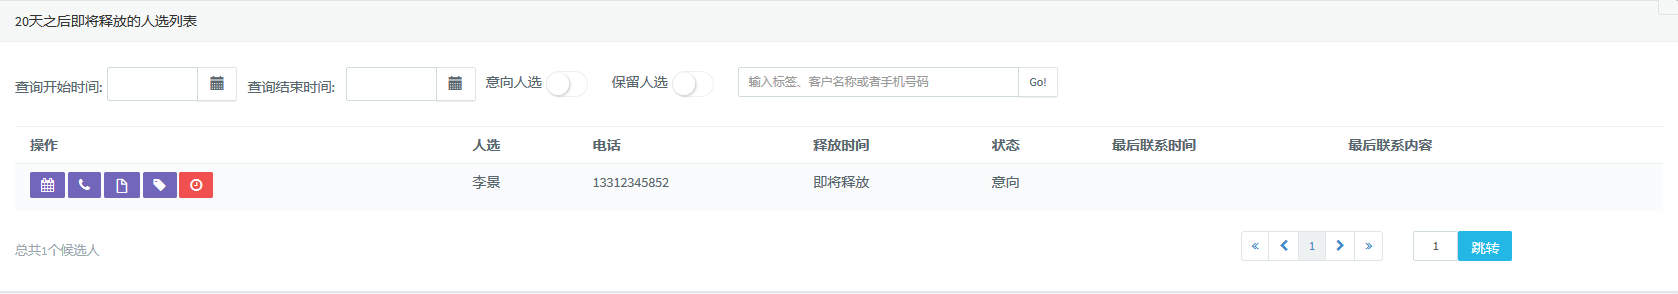 20天之后即将释放的人选列表
查询开始时间: 查询结束时间: 意向人选 保留人选 输入标签、客户名称或者手机号码 Go!
操作 人选 电话 释放时间 状态 最后联系时间 最后联系内容
李景 13312345852 即将释放 意向
总共1个候选人 « 1 » 1 跳转